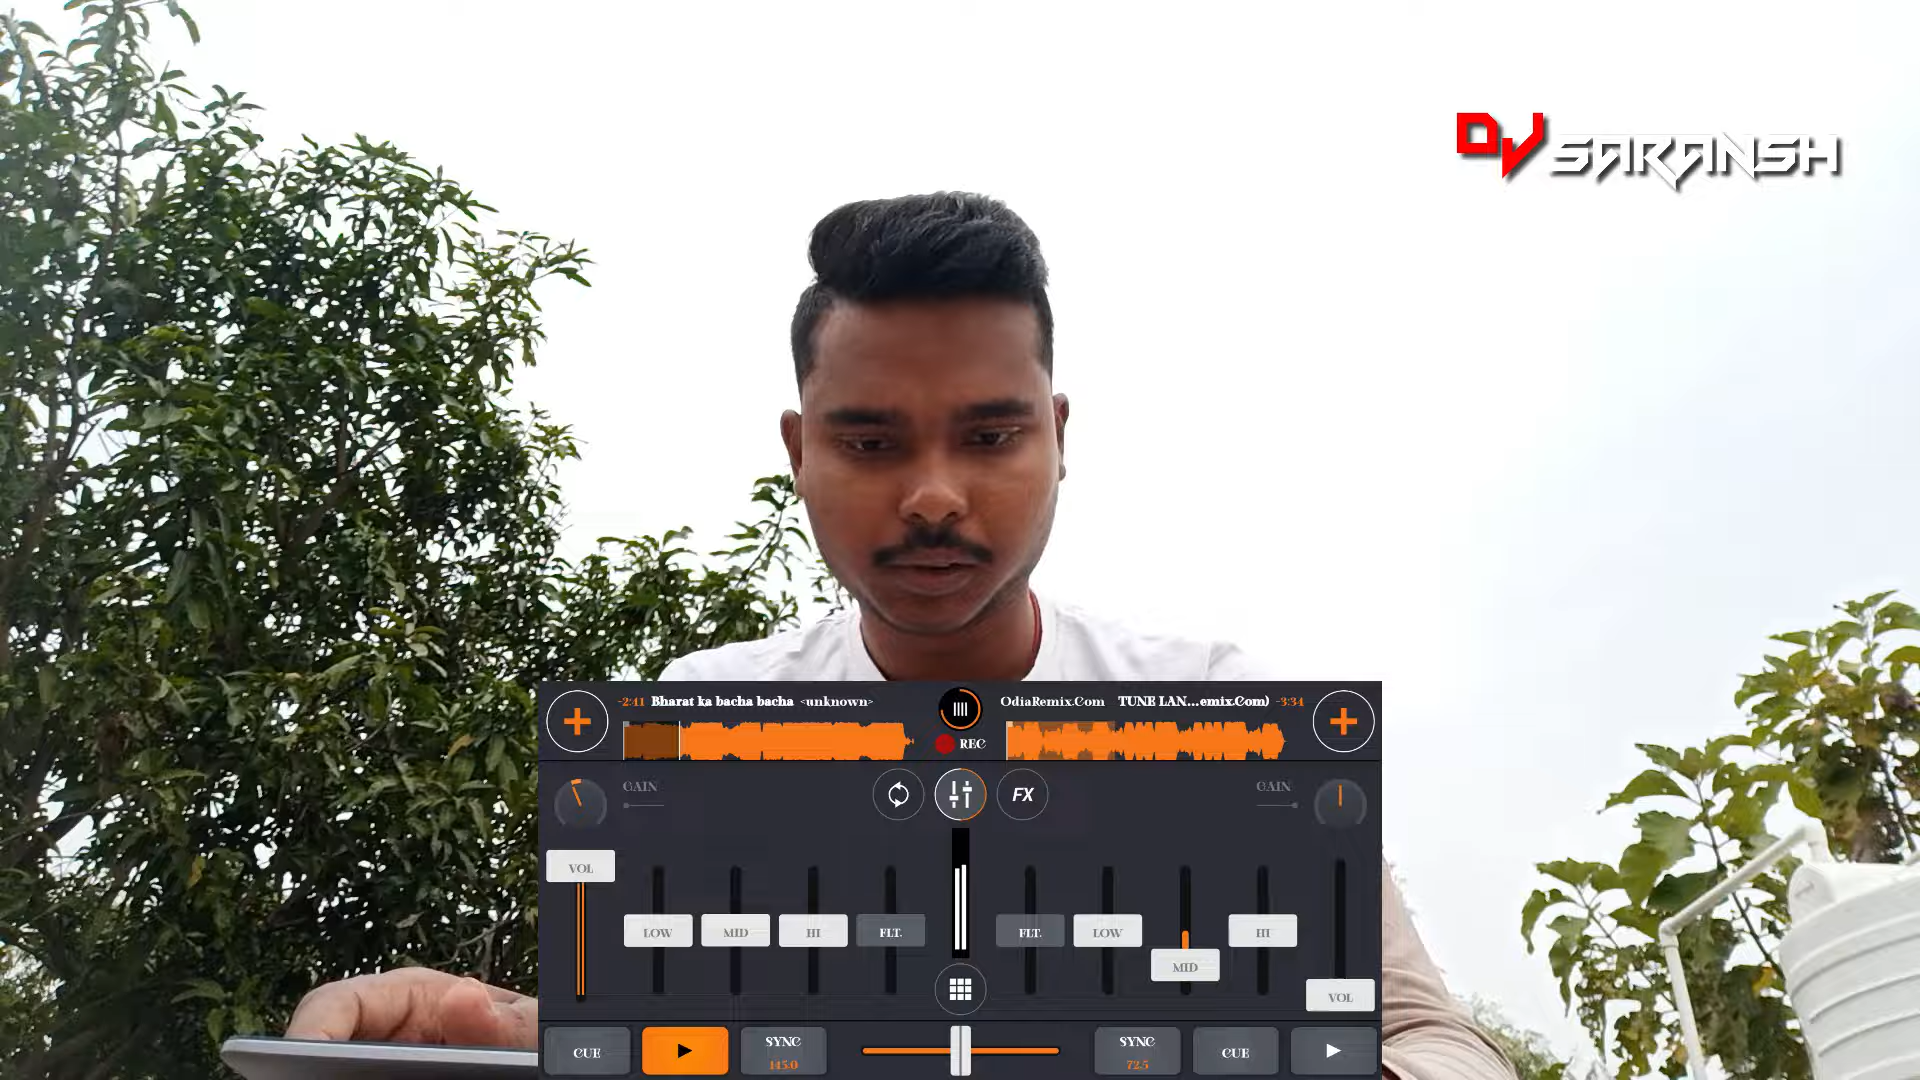 DJ SARANSH
-2:41 Bharat ka bacha bacha <unknown>
OdiaRemix.Com TUNE LAN...emix.Com) -3:34
REC
GAIN
GAIN
FX
VOL
LOW MID HI FLT.
FLT. LOW MID HI
VOL
CUE
SYNC
145.0
SYNC
72.5
CUE